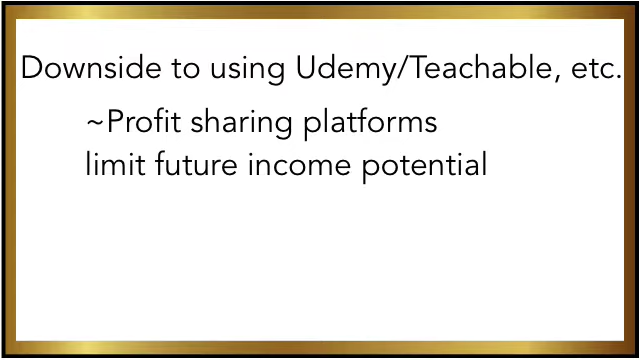 Downside to using Udemy/Teachable, etc.
~Profit sharing platforms
limit future income potential